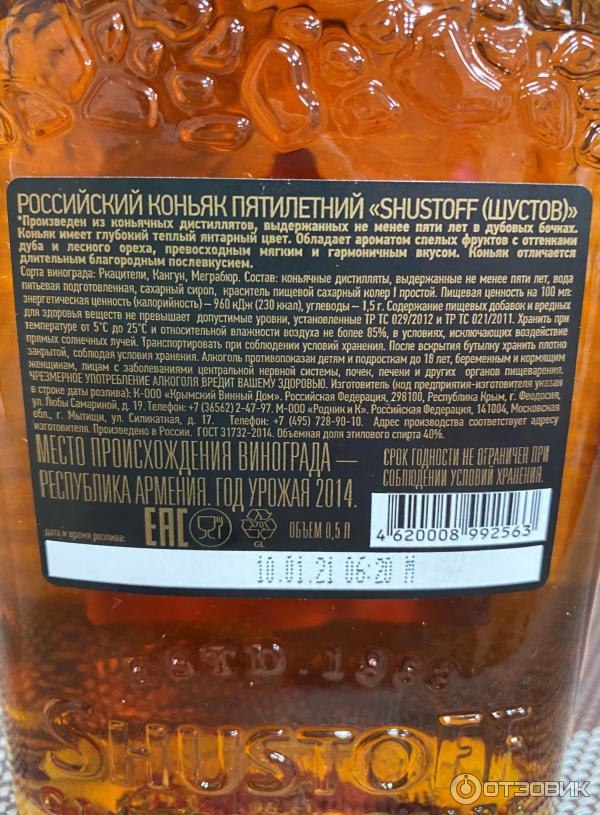 РОССИЙСКИЙ КОНЬЯК ПЯТИЛЕТНИЙ «SHUSTOFF (ШУСТОВ)»
*Произведен из коньячных дистиллятов, выдержанных не менее пяти лет в дубовых бочках.
Коньяк имеет глубокий теплый янтарный цвет. Обладает ароматом спелых фруктов с оттенками
дуба и лесного ореха, превосходным мягким и гармоничным вкусом. Коньяк отличается
длительным благородным послевкусием.
Сорта винограда: Ркацители, Кангун, Меграбюр. Состав: коньячные дистилляты, выдержанные не менее пяти лет, вода
питьевая подготовленная, сахарный сироп, краситель пищевой сахарный колер I простой. Пищевая ценность на 100 мл:
энергетическая ценность (калорийность) – 960 кДж (230 ккал), углеводы – 1,5 г. Содержание пищевых добавок и вредных
для здоровья веществ не превышает допустимые уровни, установленные ТР ТС 029/2012 и ТР ТС 021/2011. Хранить при
температуре от 5°С до 25°С и относительной влажности воздуха не более 85%, в условиях, исключающих воздействие
прямых солнечных лучей. Транспортировать при соблюдении условий хранения. После вскрытия бутылку хранить плотно
закрытой, соблюдая условия хранения. Алкоголь противопоказан детям и подросткам до 18 лет, беременным и кормящим
женщинам, лицам с заболеваниями центральной нервной системы, почек, печени и других органов пищеварения.
ЧРЕЗМЕРНОЕ УПОТРЕБЛЕНИЕ АЛКОГОЛЯ ВРЕДИТ ВАШЕМУ ЗДОРОВЬЮ. Изготовитель (код предприятия-изготовителя указан
в строке даты розлива): К-ООО «Крымский Винный Дом». Российская Федерация, 298100, Республика Крым, г. Феодосия,
ул. Любы Самариной, д. 19. Телефон: +7 (36562) 2-47-97. М-ООО «Родник и К». Российская Федерация, 141004, Московская
обл., г. Мытищи, ул. Силикатная, д. 17. Телефон: +7 (495) 728-90-10. Адрес производства соответствует адресу
изготовителя. Произведено в России. ГОСТ 31732-2014. Объемная доля этилового спирта 40%.
МЕСТО ПРОИСХОЖДЕНИЯ ВИНОГРАДА –
РЕСПУБЛИКА АРМЕНИЯ. ГОД УРОЖАЯ 2014.
СРОК ГОДНОСТИ НЕ ОГРАНИЧЕН ПРИ
СОБЛЮДЕНИИ УСЛОВИЙ ХРАНЕНИЯ.
дата и время розлива:
EAC
70
GL
ОБЪЕМ 0,5 Л
4 620008 992563
10.01.21 06:20 М
SHUSTOFF
ОТЗОВИК